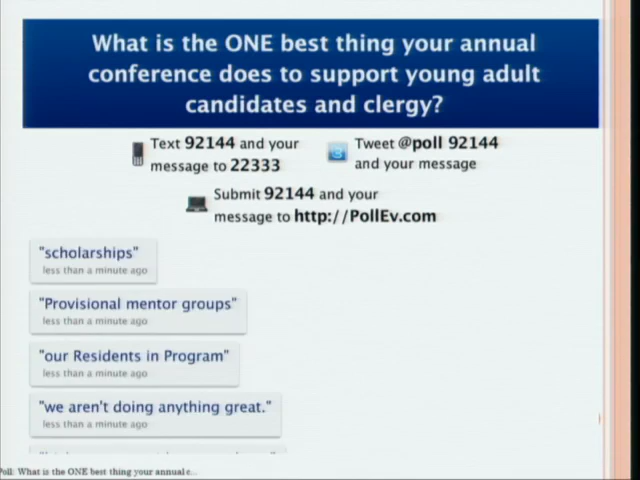 What is the ONE best thing your annual
conference does to support young adult
candidates and clergy?
Text 92144 and your
message to 22333
Tweet @poll 92144
and your message
Submit 92144 and your
message to http://PollEv.com
"scholarships"
less than a minute ago
"Provisional mentor groups"
less than a minute ago
"our Residents in Program"
less than a minute ago
"we aren't doing anything great."
less than a minute ago
Poll: What is the ONE best thing your annual c...